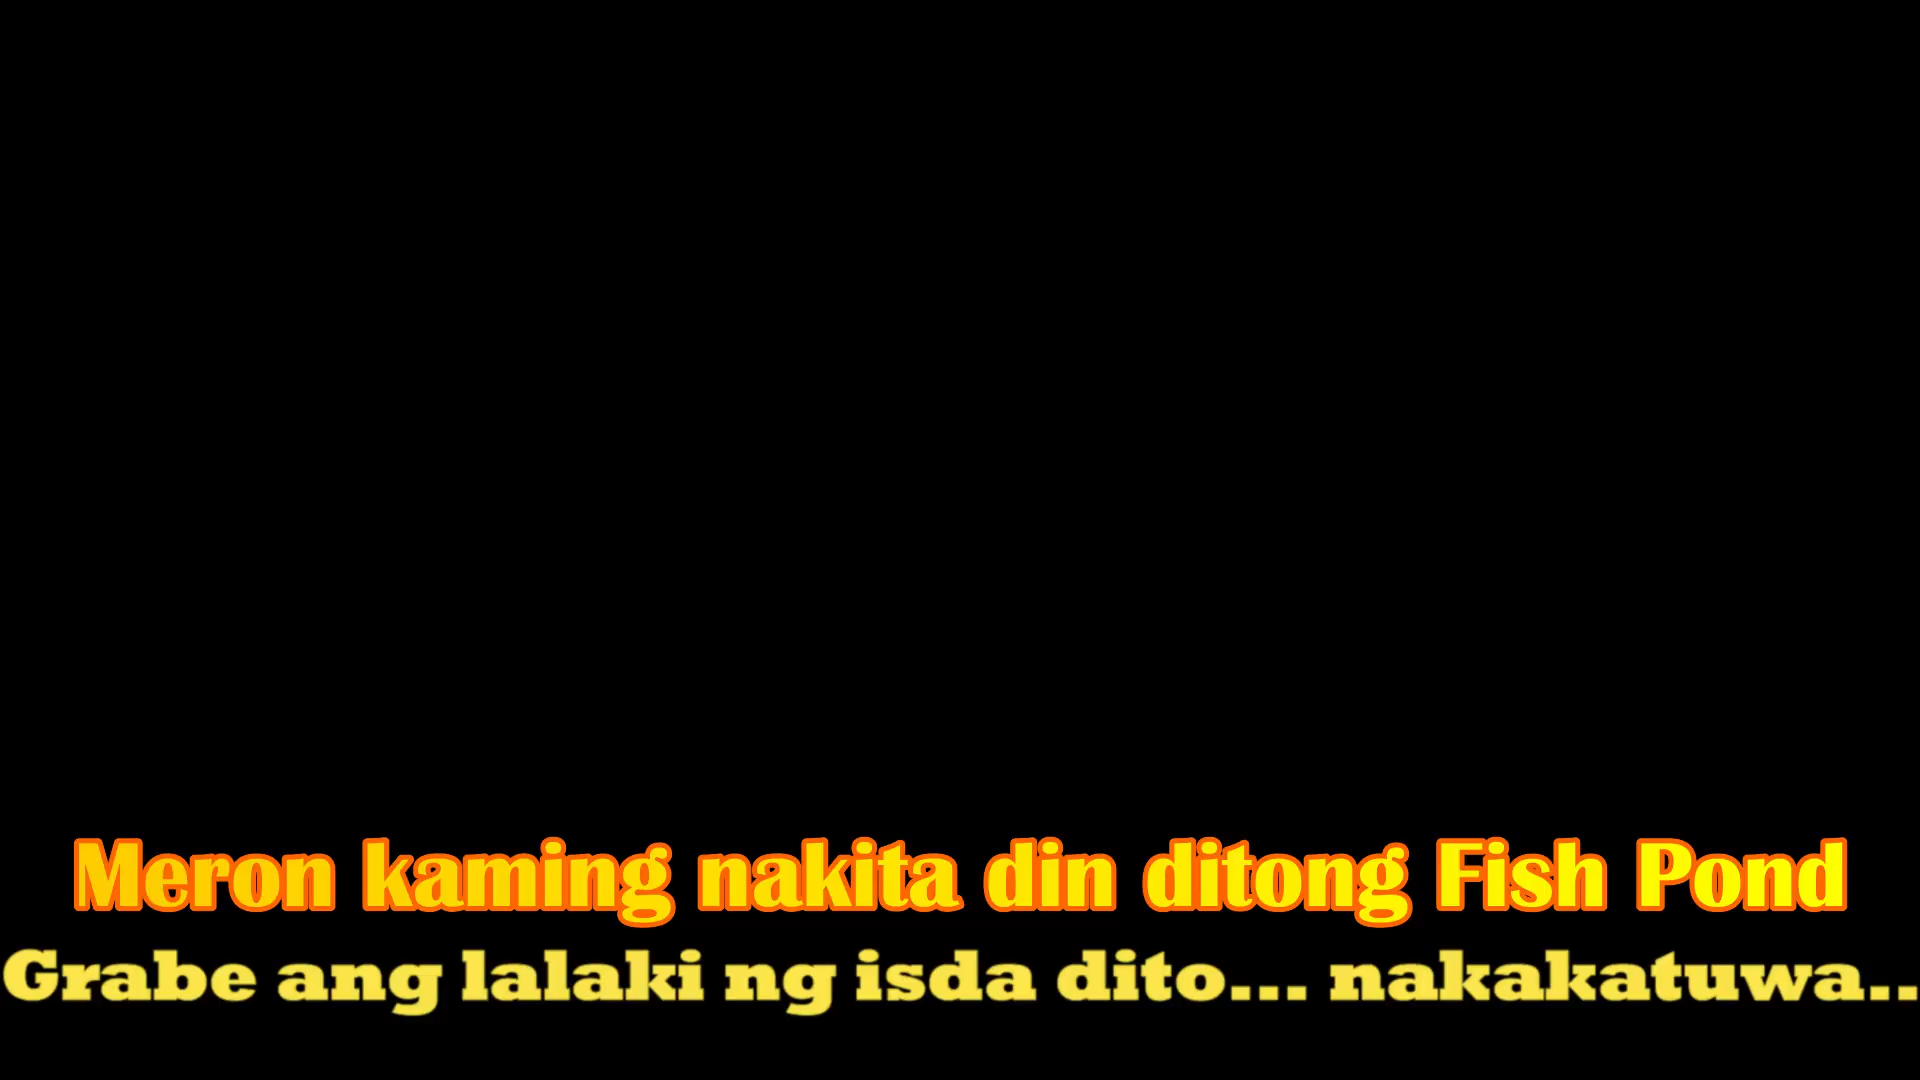 Meron kaming nakita din ditong Fish Pond
Grabe ang lalaki ng isda dito... nakakatuwa..